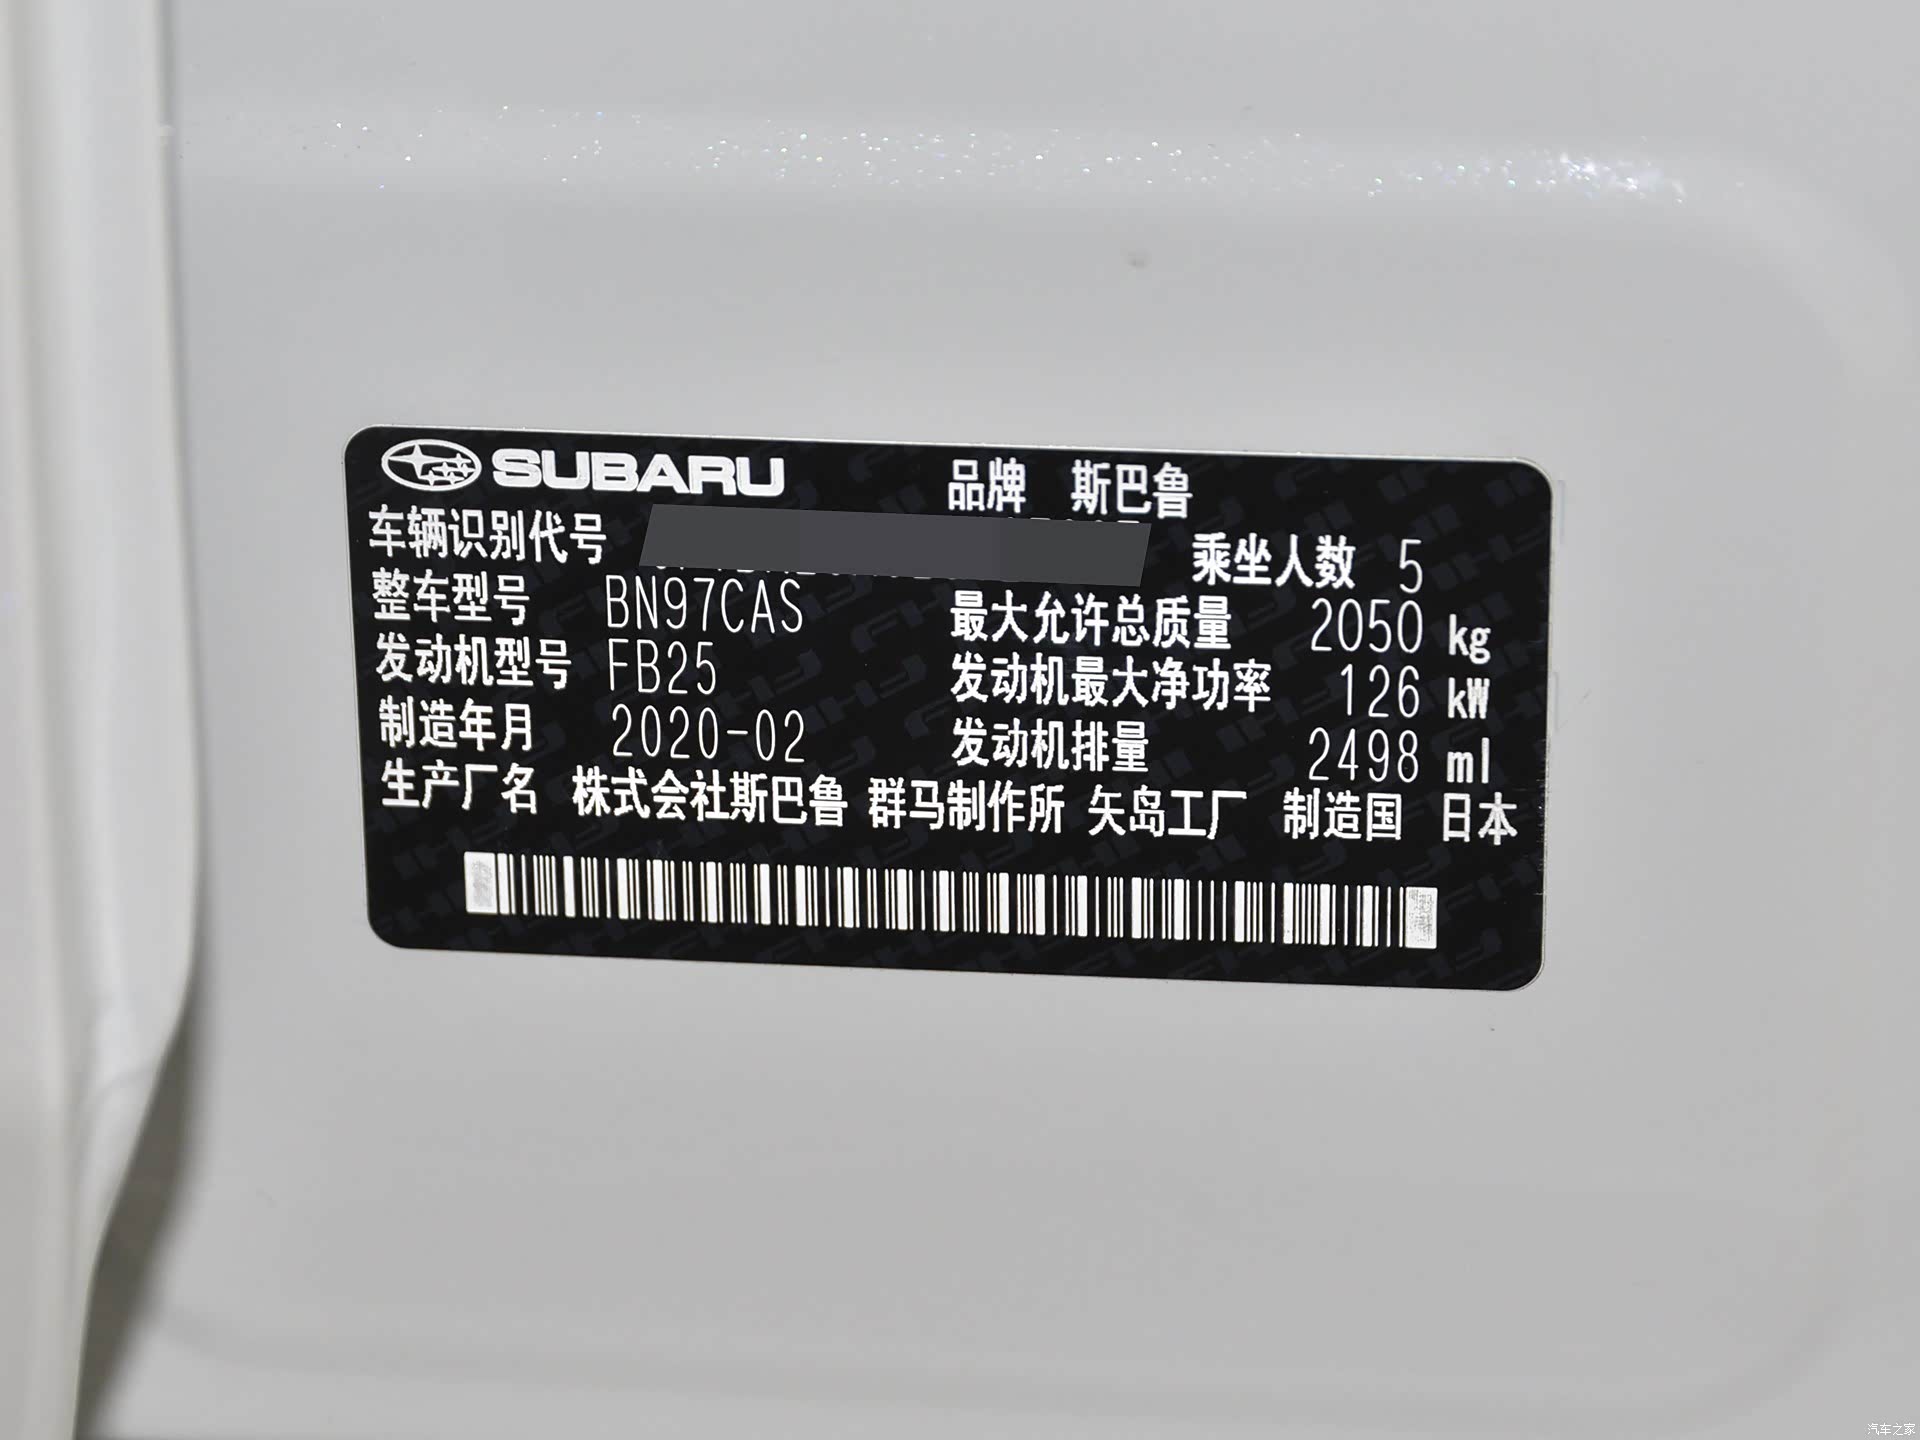 SUBARU 品牌 斯巴鲁
车辆识别代号 乘坐人数 5
整车型号 BN97CAS 最大允许总质量 2050 kg
发动机型号 FB25 发动机最大净功率 126 kW
制造年月 2020-02 发动机排量 2498 ml
生产厂名 株式会社斯巴鲁 群马制作所 矢岛工厂 制造国 日本
汽车之家